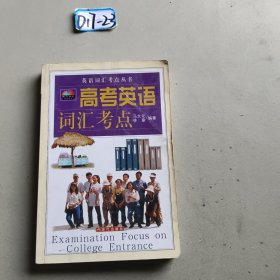 D17-23
英语词汇考点丛书
高考英语
词汇考点
编著
Examination Focus on
College Entrance